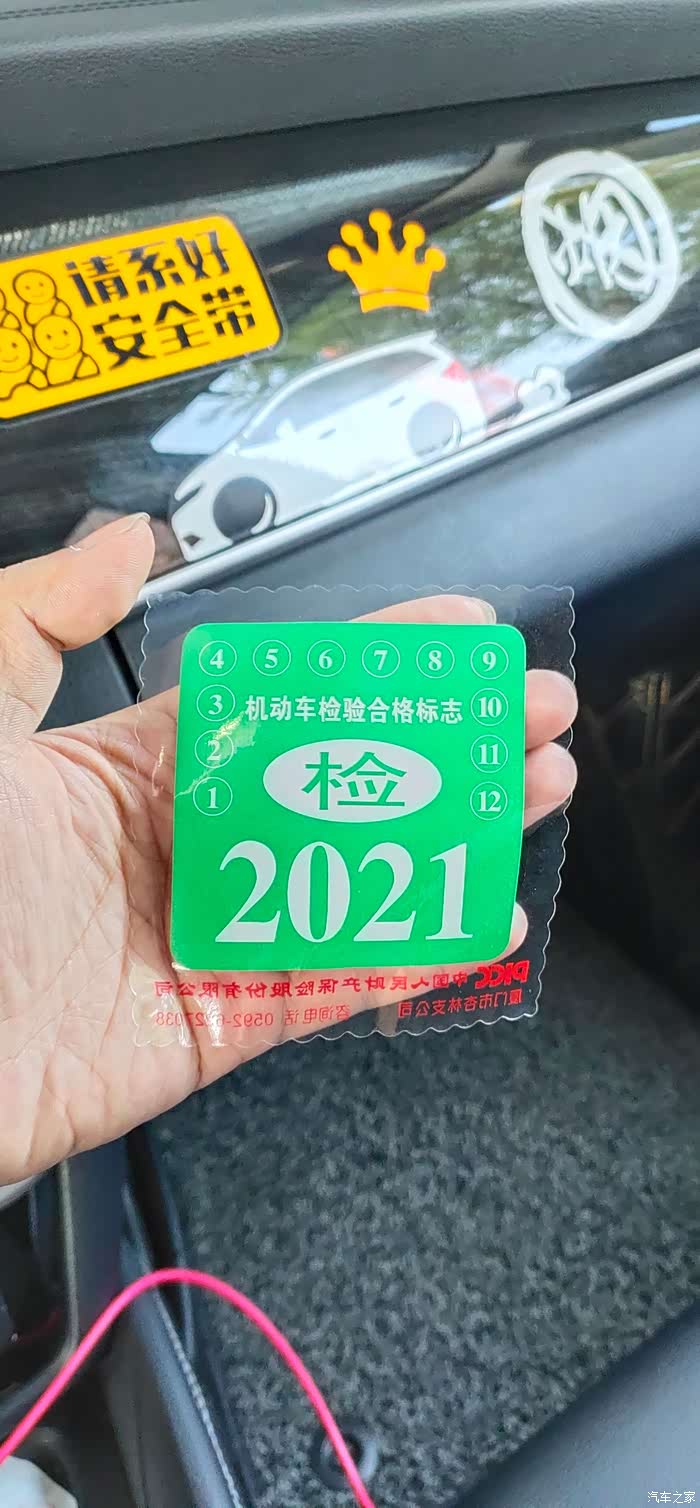 请系好
安全带
4 5 6 7 8 9
3 机动车检验合格标志 10
2 11
1 检 12
2021
PICC 中国人民财产保险股份有限公司
厦门市杏林支公司 咨询电话 0592-6
汽车之家